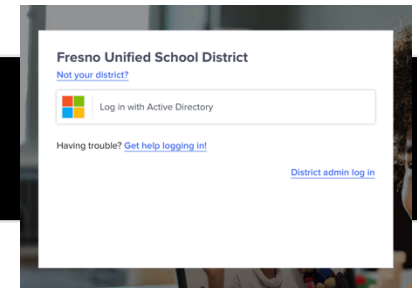 Fresno Unified School District
Not your district?
Log in with Active Directory
Having trouble? Get help logging in!
District admin log in